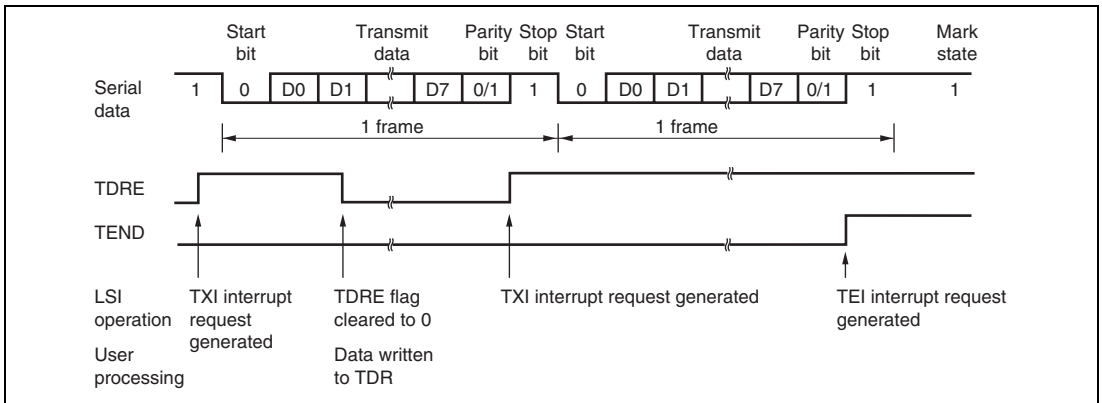 Start bit
Transmit data
Parity bit
Stop bit
Start bit
Transmit data
Parity bit
Stop bit
Mark state
Serial data
1 0 D0 D1 D7 0/1 1 0 D0 D1 D7 0/1 1 1
1 frame 1 frame
TDRE
TEND
LSI operation
TXI interrupt request generated
TDRE flag cleared to 0
TXI interrupt request generated
TEI interrupt request generated
User processing
Data written to TDR